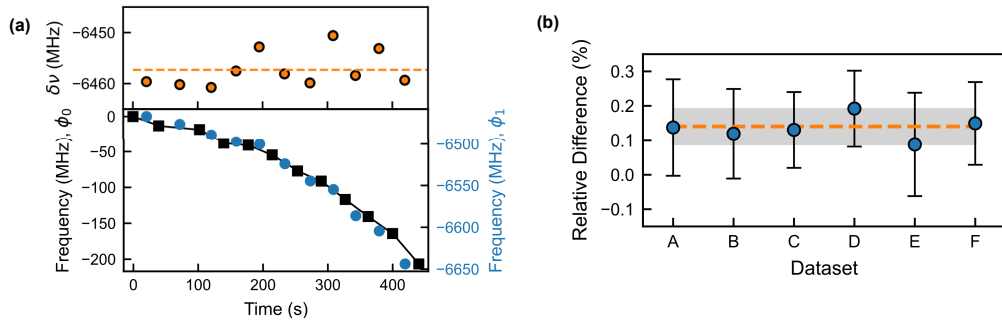 (a)
δν (MHz)
−6450
−6460
Frequency (MHz), ϕ0
0
−50
−100
−150
−200
−6500
−6550
−6600
−6650
Frequency (MHz), ϕ1
0 100 200 300 400
Time (s)
(b)
Relative Difference (%)
0.3
0.2
0.1
0.0
−0.1
A B C D E F
Dataset